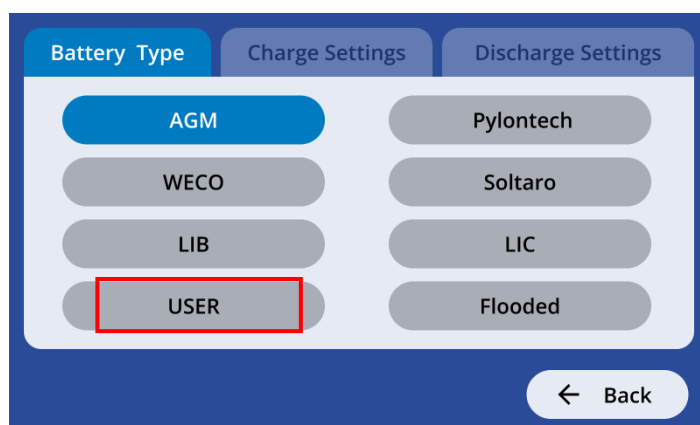 Battery Type Charge Settings Discharge Settings
AGM Pylontech
WECO Soltaro
LIB LIC
USER Flooded
Back